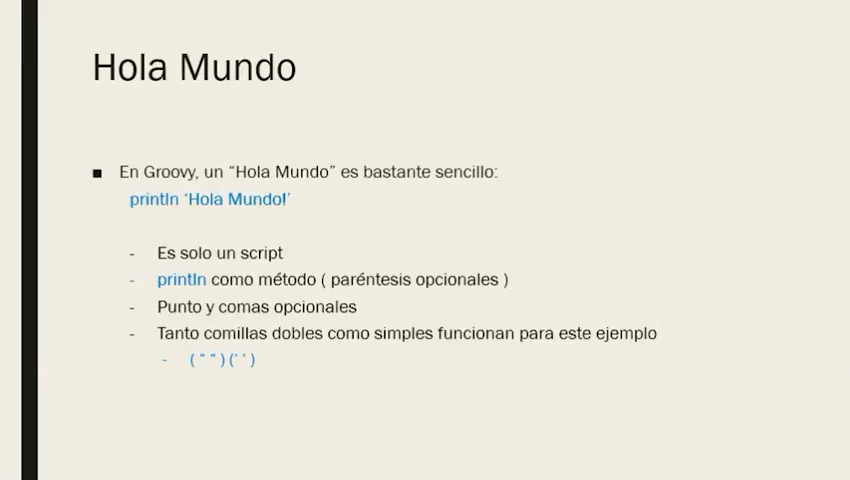 Hola Mundo
■ En Groovy, un “Hola Mundo” es bastante sencillo:
println ‘Hola Mundo!’
- Es solo un script
- println como método ( paréntesis opcionales )
- Punto y comas opcionales
- Tanto comillas dobles como simples funcionan para este ejemplo
- ( “ “ ) (‘ ‘ )